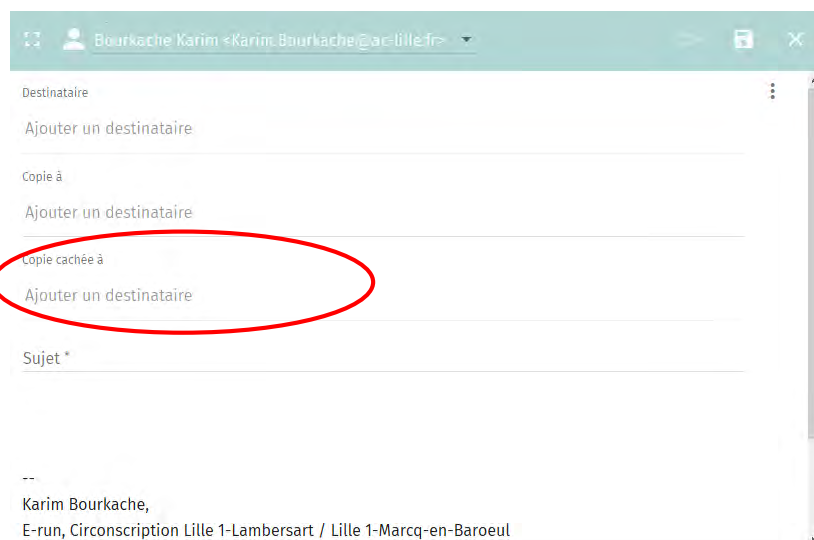 Bourkache Karim <Karim.Bourkache@ac-lille.fr>
Destinataire
Ajouter un destinataire
Copie à
Ajouter un destinataire
Copie cachée à
Ajouter un destinataire
Sujet *
--
Karim Bourkache,
E-run, Circonscription Lille 1-Lambersart / Lille 1-Marcq-en-Baroeul